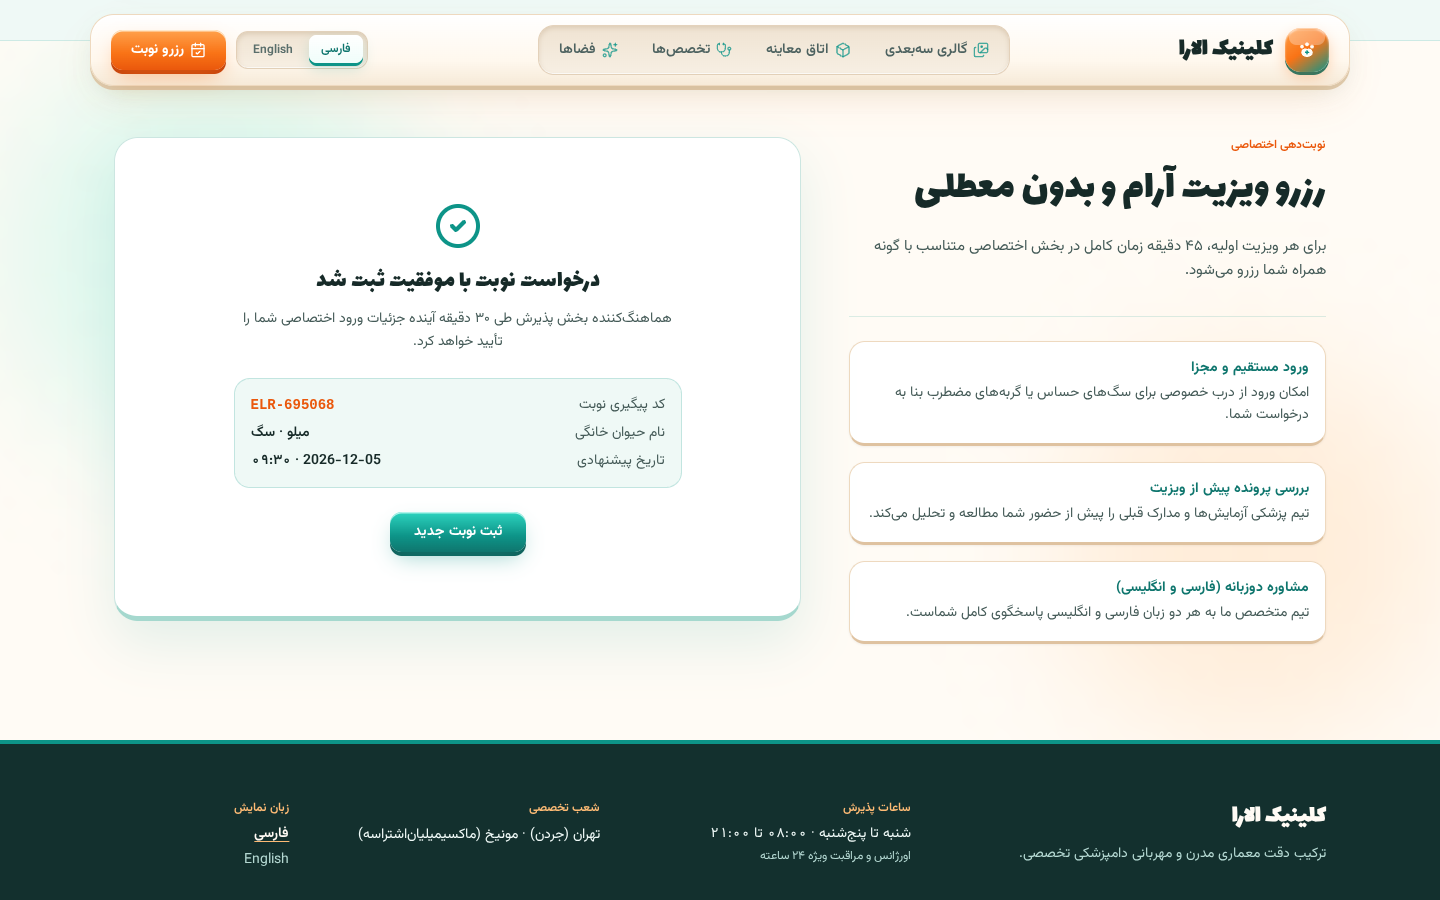 کلینیک الارا
گالری سه‌بعدی
اتاق معاینه
تخصص‌ها
فضاها
فارسی
English
رزرو نوبت
نوبت‌دهی اختصاصی
رزرو ویزیت آرام و بدون معطلی
برای هر ویزیت اولیه، ۴۵ دقیقه زمان کامل در بخش اختصاصی متناسب با گونه
همراه شما رزرو می‌شود.
ورود مستقیم و مجزا
امکان ورود از درب خصوصی برای سگ‌های حساس یا گربه‌های مضطرب بنا به
درخواست شما.
بررسی پرونده پیش از ویزیت
تیم پزشکی آزمایش‌ها و مدارک قبلی را پیش از حضور شما مطالعه و تحلیل می‌کند.
مشاوره دوزبانه (فارسی و انگلیسی)
تیم متخصص ما به هر دو زبان فارسی و انگلیسی پاسخگوی کامل شماست.
درخواست نوبت با موفقیت ثبت شد
هماهنگ‌کننده بخش پذیرش طی ۳۰ دقیقه آینده جزئیات ورود اختصاصی شما را
تأیید خواهد کرد.
کد پیگیری نوبت ELR-695068
نام حیوان خانگی میلو · سگ
تاریخ پیشنهادی 2026-12-05 · ۰۹:۳۰
ثبت نوبت جدید
کلینیک الارا
ترکیب دقت معماری مدرن و مهربانی دامپزشکی تخصصی.
ساعات پذیرش
شنبه تا پنج‌شنبه · ۰۸:۰۰ تا ۲۱:۰۰
اورژانس و مراقبت ویژه ۲۴ ساعته
شعب تخصصی
تهران (جردن) · مونیخ (ماکسیمیلیان‌اشتراسه)
زبان نمایش
فارسی
English